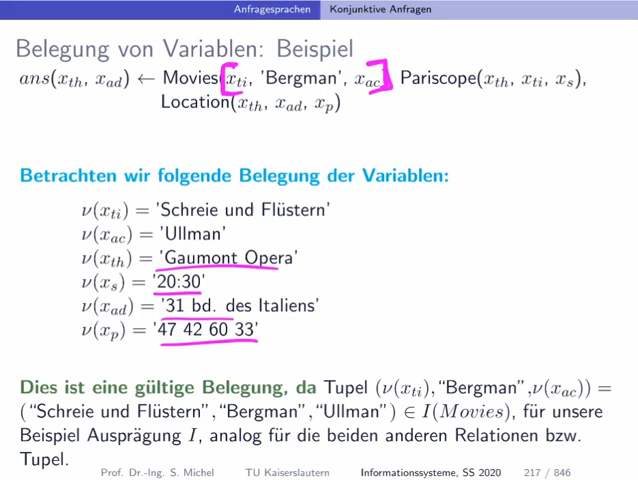 Anfragesprachen Konjunktive Anfragen
Belegung von Variablen: Beispiel
ans(x_th, x_ad) ← Movies(x_ti, 'Bergman', x_ac), Pariscope(x_th, x_ti, x_s),
Location(x_th, x_ad, x_p)
Betrachten wir folgende Belegung der Variablen:
ν(x_ti) = 'Schreie und Flüstern'
ν(x_ac) = 'Ullman'
ν(x_th) = 'Gaumont Opera'
ν(x_s) = '20:30'
ν(x_ad) = '31 bd. des Italiens'
ν(x_p) = '47 42 60 33'
Dies ist eine gültige Belegung, da Tupel (ν(x_ti),“Bergman”,ν(x_ac)) =
(“Schreie und Flüstern”,“Bergman”,“Ullman”) ∈ I(Movies), für unsere
Beispiel Ausprägung I, analog für die beiden anderen Relationen bzw.
Tupel.
Prof. Dr.-Ing. S. Michel TU Kaiserslautern Informationssysteme, SS 2020 217 / 846